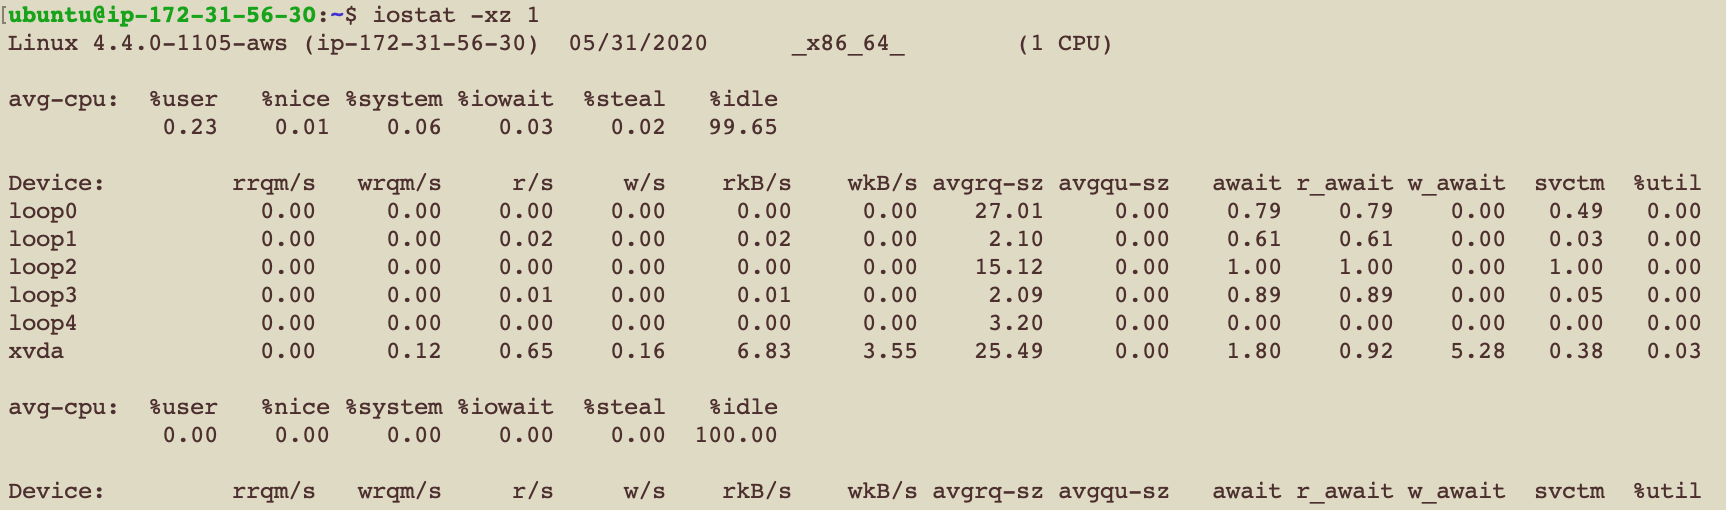 [ubuntu@ip-172-31-56-30:~$ iostat -xz 1
Linux 4.4.0-1105-aws (ip-172-31-56-30)  05/31/2020      _x86_64_        (1 CPU)
avg-cpu:  %user   %nice %system %iowait  %steal   %idle
           0.23    0.01    0.06    0.03    0.02   99.65
Device:         rrqm/s   wrqm/s     r/s     w/s    rkB/s    wkB/s avgrq-sz avgqu-sz   await r_await w_await  svctm  %util
loop0             0.00     0.00    0.00    0.00     0.00     0.00    27.01     0.00    0.79    0.79    0.00   0.49   0.00
loop1             0.00     0.00    0.02    0.00     0.02     0.00     2.10     0.00    0.61    0.61    0.00   0.03   0.00
loop2             0.00     0.00    0.00    0.00     0.00     0.00    15.12     0.00    1.00    1.00    0.00   1.00   0.00
loop3             0.00     0.00    0.01    0.00     0.01     0.00     2.09     0.00    0.89    0.89    0.00   0.05   0.00
loop4             0.00     0.00    0.00    0.00     0.00     0.00     3.20     0.00    0.00    0.00    0.00   0.00   0.00
xvda              0.00     0.12    0.65    0.16     6.83     3.55    25.49     0.00    1.80    0.92    5.28   0.38   0.03
avg-cpu:  %user   %nice %system %iowait  %steal   %idle
           0.00    0.00    0.00    0.00    0.00  100.00
Device:         rrqm/s   wrqm/s     r/s     w/s    rkB/s    wkB/s avgrq-sz avgqu-sz   await r_await w_await  svctm  %util